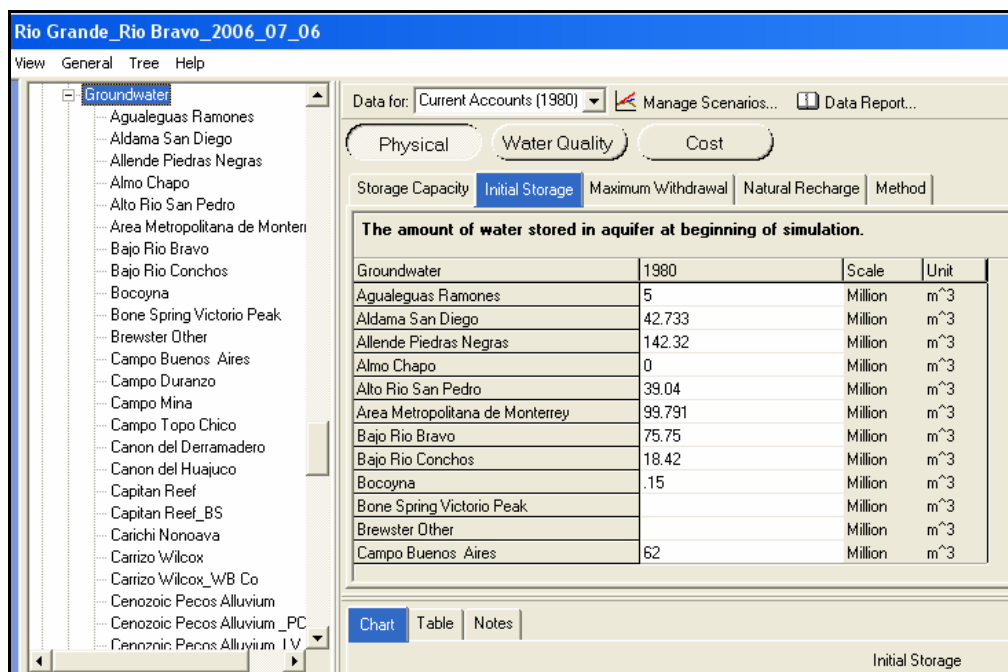 Rio Grande_Rio Bravo_2006_07_06
View General Tree Help
Groundwater
Agualeguas Ramones
Aldama San Diego
Allende Piedras Negras
Almo Chapo
Alto Rio San Pedro
Area Metropolitana de Monterr
Bajo Rio Bravo
Bajo Rio Conchos
Bocoyna
Bone Spring Victorio Peak
Brewster Other
Campo Buenos Aires
Campo Duranzo
Campo Mina
Campo Topo Chico
Canon del Derramadero
Canon del Huajuco
Capitan Reef
Capitan Reef_BS
Carichi Nonoava
Carrizo Wilcox
Carrizo Wilcox_WB Co
Cenozoic Pecos Alluvium
Cenozoic Pecos Alluvium _PC
Cenozoic Pecos Alluvium_LV
Data for: Current Accounts (1980) Manage Scenarios... Data Report...
Physical Water Quality Cost
Storage Capacity Initial Storage Maximum Withdrawal Natural Recharge Method
The amount of water stored in aquifer at beginning of simulation.
Groundwater 1980 Scale Unit
Agualeguas Ramones 5 Million m^3
Aldama San Diego 42.733 Million m^3
Allende Piedras Negras 142.32 Million m^3
Almo Chapo 0 Million m^3
Alto Rio San Pedro 39.04 Million m^3
Area Metropolitana de Monterrey 99.791 Million m^3
Bajo Rio Bravo 75.75 Million m^3
Bajo Rio Conchos 18.42 Million m^3
Bocoyna .15 Million m^3
Bone Spring Victorio Peak Million m^3
Brewster Other Million m^3
Campo Buenos Aires 62 Million m^3
Chart Table Notes
Initial Storage